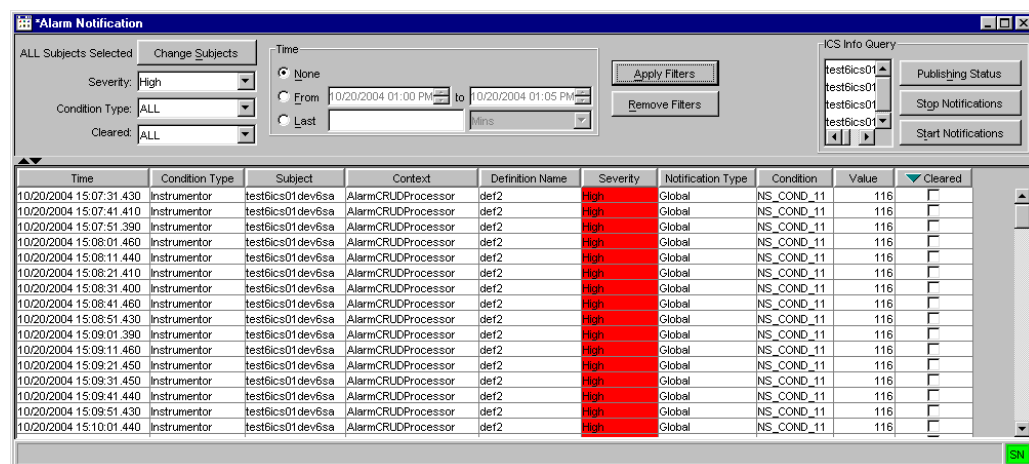 *Alarm Notification
ALL Subjects Selected Change Subjects
Severity: High
Condition Type: ALL
Cleared: ALL
Time
None
From 10/20/2004 01:00 PM to 10/20/2004 01:05 PM
Last Mins
Apply Filters
Remove Filters
ICS Info Query
test6ics01
test6ics01
test6ics01
test6ics01
Publishing Status
Stop Notifications
Start Notifications
Time Condition Type Subject Context Definition Name Severity Notification Type Condition Value Cleared
10/20/2004 15:07:31.430 Instrumentor test6ics01dev6sa AlarmCRUDProcessor def2 High Global NS_COND_11 116
10/20/2004 15:07:41.410 Instrumentor test6ics01dev6sa AlarmCRUDProcessor def2 High Global NS_COND_11 116
10/20/2004 15:07:51.390 Instrumentor test6ics01dev6sa AlarmCRUDProcessor def2 High Global NS_COND_11 116
10/20/2004 15:08:01.460 Instrumentor test6ics01dev6sa AlarmCRUDProcessor def2 High Global NS_COND_11 116
10/20/2004 15:08:11.440 Instrumentor test6ics01dev6sa AlarmCRUDProcessor def2 High Global NS_COND_11 116
10/20/2004 15:08:21.410 Instrumentor test6ics01dev6sa AlarmCRUDProcessor def2 High Global NS_COND_11 116
10/20/2004 15:08:31.400 Instrumentor test6ics01dev6sa AlarmCRUDProcessor def2 High Global NS_COND_11 116
10/20/2004 15:08:41.460 Instrumentor test6ics01dev6sa AlarmCRUDProcessor def2 High Global NS_COND_11 116
10/20/2004 15:08:51.430 Instrumentor test6ics01dev6sa AlarmCRUDProcessor def2 High Global NS_COND_11 116
10/20/2004 15:09:01.390 Instrumentor test6ics01dev6sa AlarmCRUDProcessor def2 High Global NS_COND_11 116
10/20/2004 15:09:11.460 Instrumentor test6ics01dev6sa AlarmCRUDProcessor def2 High Global NS_COND_11 116
10/20/2004 15:09:21.450 Instrumentor test6ics01dev6sa AlarmCRUDProcessor def2 High Global NS_COND_11 116
10/20/2004 15:09:31.450 Instrumentor test6ics01dev6sa AlarmCRUDProcessor def2 High Global NS_COND_11 116
10/20/2004 15:09:41.440 Instrumentor test6ics01dev6sa AlarmCRUDProcessor def2 High Global NS_COND_11 116
10/20/2004 15:09:51.430 Instrumentor test6ics01dev6sa AlarmCRUDProcessor def2 High Global NS_COND_11 116
10/20/2004 15:10:01.440 Instrumentor test6ics01dev6sa AlarmCRUDProcessor def2 High Global NS_COND_11 116
SN